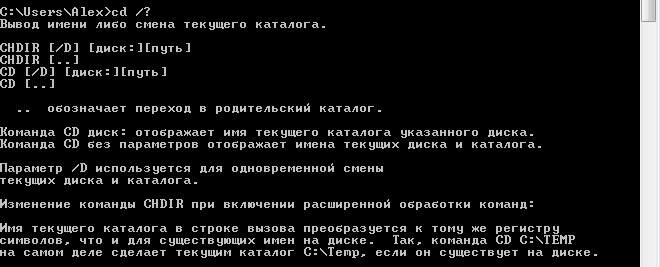 C:\Users\Alex>cd /?
Вывод имени либо смена текущего каталога.
CHDIR [/D] [диск:][путь]
CHDIR [..]
CD [/D] [диск:][путь]
CD [..]
.. обозначает переход в родительский каталог.
Команда CD диск: отображает имя текущего каталога указанного диска.
Команда CD без параметров отображает имена текущих диска и каталога.
Параметр /D используется для одновременной смены
текущих диска и каталога.
Изменение команды CHDIR при включении расширенной обработки команд:
Имя текущего каталога в строке вызова преобразуется к тому же регистру
символов, что и для существующих имен на диске.  Так, команда CD C:\TEMP
на самом деле сделает текущим каталог C:\Temp, если он существует на диске.